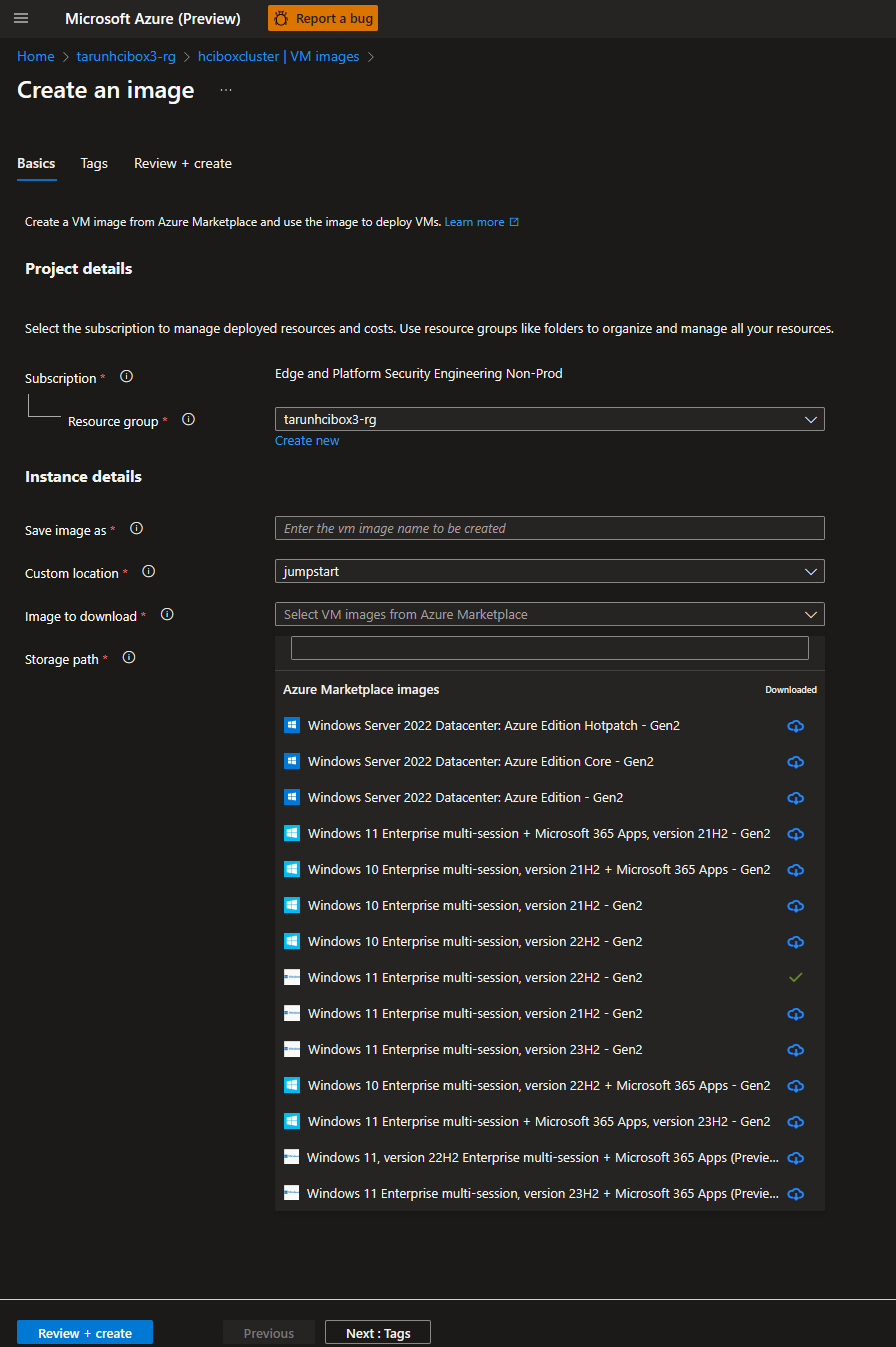 Microsoft Azure (Preview) Report a bug
Home > tarunhcibox3-rg > hciboxcluster | VM images >
Create an image ...
Basics Tags Review + create
Create a VM image from Azure Marketplace and use the image to deploy VMs. Learn more
Project details
Select the subscription to manage deployed resources and costs. Use resource groups like folders to organize and manage all your resources.
Subscription * Edge and Platform Security Engineering Non-Prod
Resource group * tarunhcibox3-rg
Create new
Instance details
Save image as * Enter the vm image name to be created
Custom location * jumpstart
Image to download * Select VM images from Azure Marketplace
Storage path *
Azure Marketplace images Downloaded
Windows Server 2022 Datacenter: Azure Edition Hotpatch - Gen2
Windows Server 2022 Datacenter: Azure Edition Core - Gen2
Windows Server 2022 Datacenter: Azure Edition - Gen2
Windows 11 Enterprise multi-session + Microsoft 365 Apps, version 21H2 - Gen2
Windows 10 Enterprise multi-session, version 21H2 + Microsoft 365 Apps - Gen2
Windows 10 Enterprise multi-session, version 21H2 - Gen2
Windows 10 Enterprise multi-session, version 22H2 - Gen2
Windows 11 Enterprise multi-session, version 22H2 - Gen2
Windows 11 Enterprise multi-session, version 21H2 - Gen2
Windows 11 Enterprise multi-session, version 23H2 - Gen2
Windows 10 Enterprise multi-session, version 22H2 + Microsoft 365 Apps - Gen2
Windows 11 Enterprise multi-session + Microsoft 365 Apps, version 23H2 - Gen2
Windows 11, version 22H2 Enterprise multi-session + Microsoft 365 Apps (Previe...
Windows 11 Enterprise multi-session, version 23H2 + Microsoft 365 Apps (Previe...
Review + create Previous Next : Tags